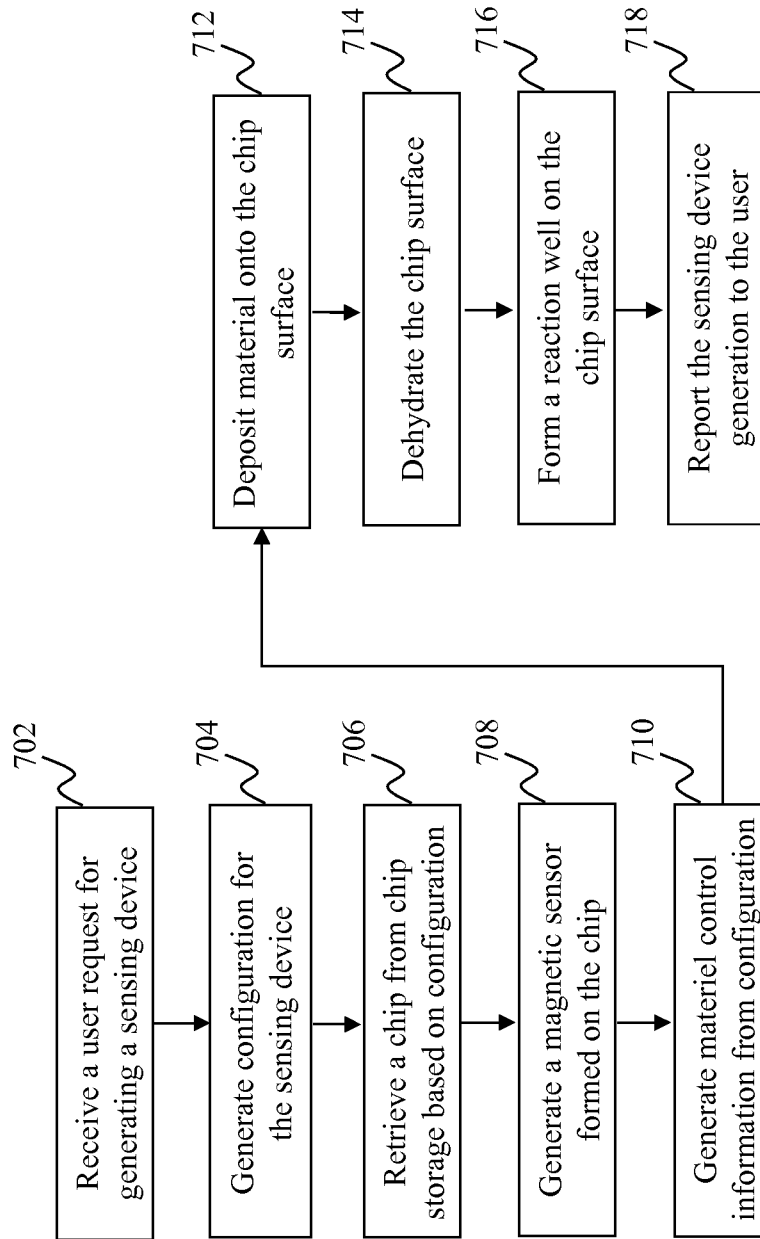 702
Receive a user request for
generating a sensing device
704
Generate configuration for
the sensing device
706
Retrieve a chip from chip
storage based on configuration
708
Generate a magnetic sensor
formed on the chip
710
Generate materiel control
information from configuration
712
Deposit material onto the chip
surface
714
Dehydrate the chip surface
716
Form a reaction well on the
chip surface
718
Report the sensing device
generation to the user